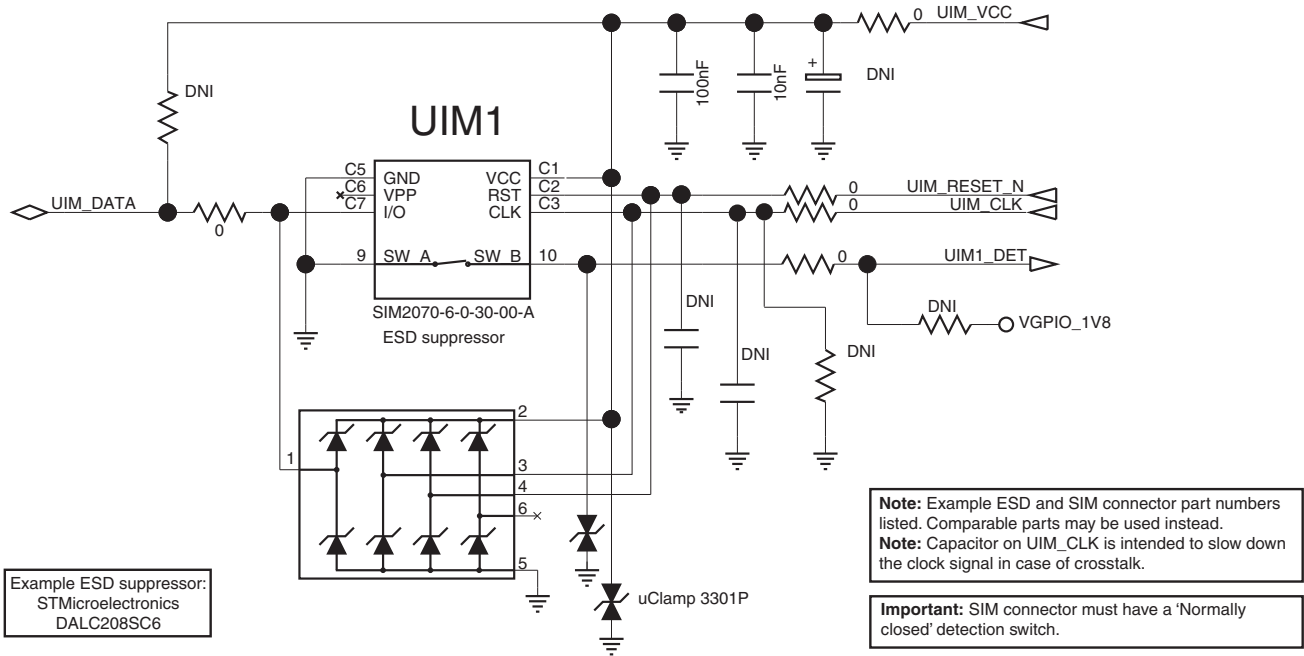 0 UIM_VCC
+
DNI
100nF
10nF
DNI
UIM1
C5 GND VCC C1
C6 VPP RST C2
C7 I/O CLK C3
UIM_DATA
0
0 UIM_RESET_N
0 UIM_CLK
9 SW_A SW_B 10
0 UIM1_DET
SIM2070-6-0-30-00-A
ESD suppressor
DNI
DNI
VGPIO_1V8
DNI
DNI
2
1
3
4
6
5
uClamp 3301P
Example ESD suppressor:
STMicroelectronics
DALC208SC6
Note: Example ESD and SIM connector part numbers
listed. Comparable parts may be used instead.
Note: Capacitor on UIM_CLK is intended to slow down
the clock signal in case of crosstalk.
Important: SIM connector must have a ‘Normally
closed’ detection switch.